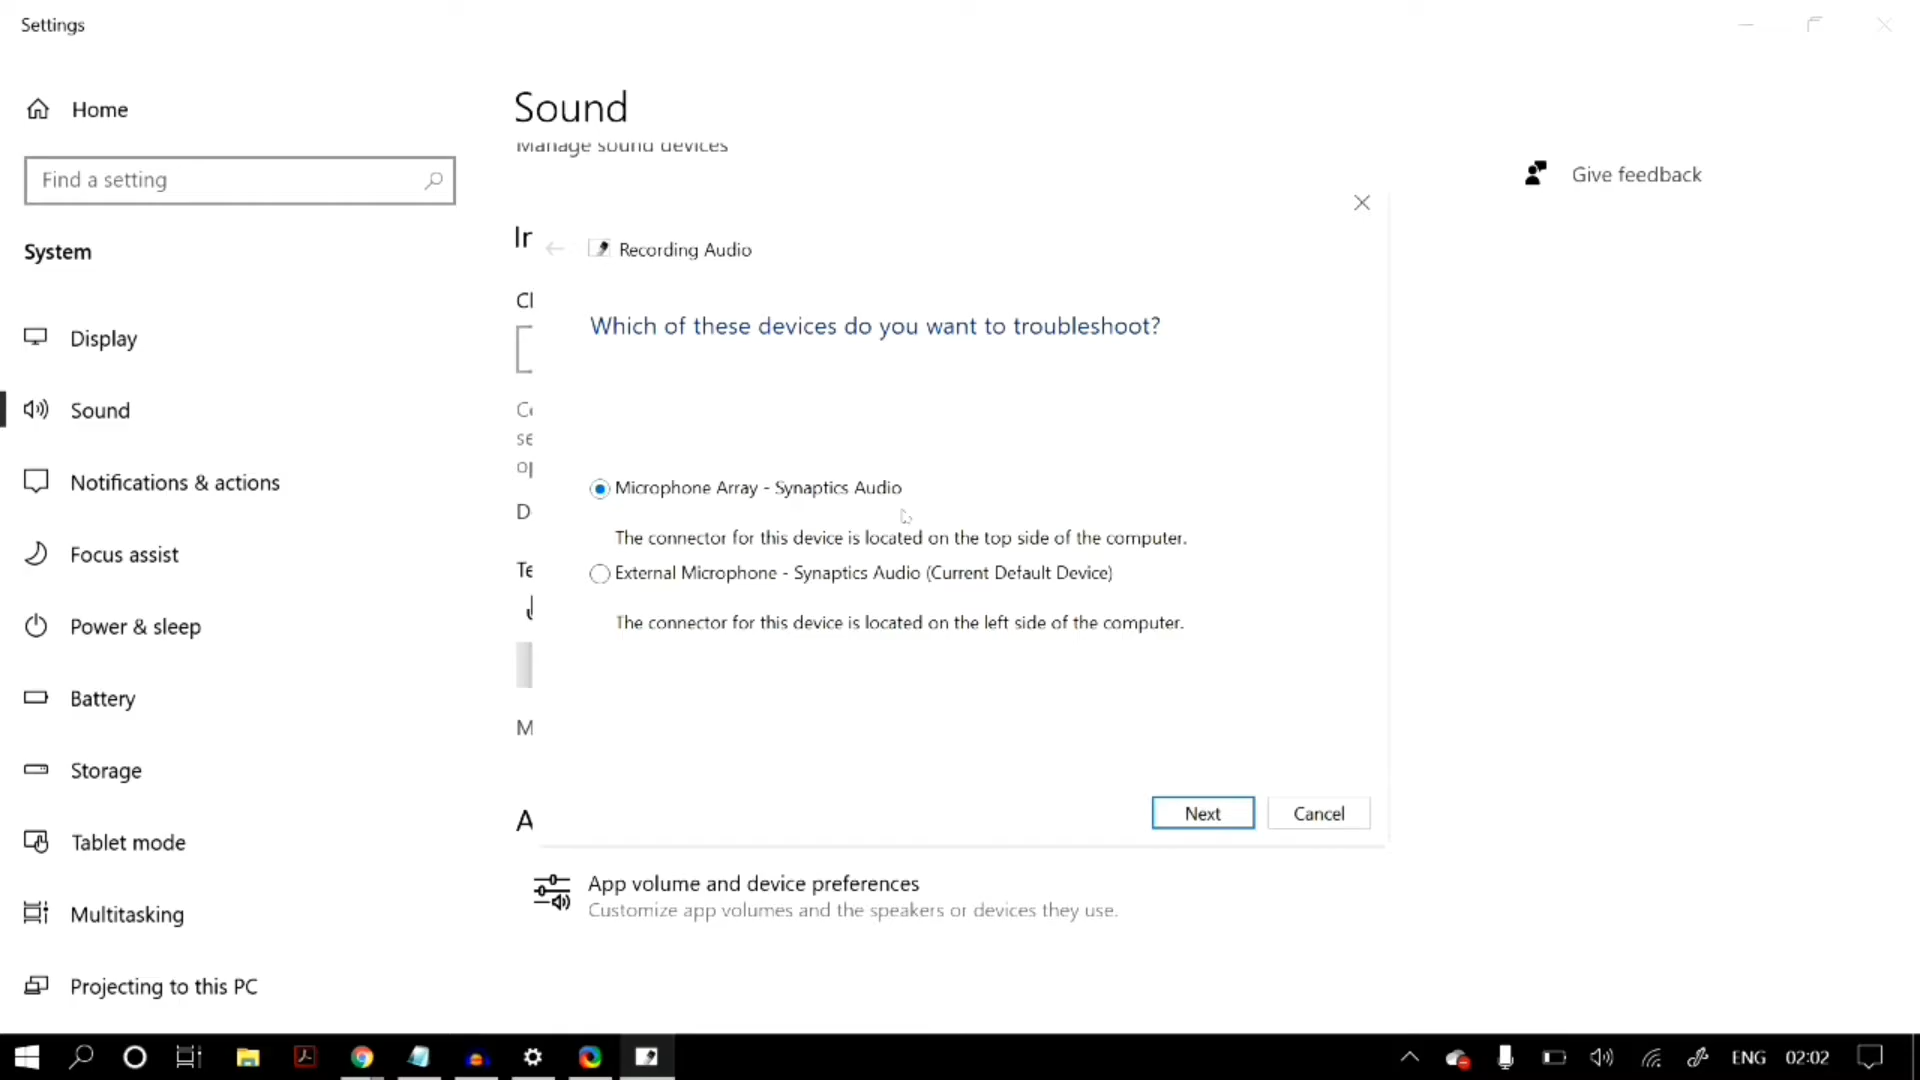 Settings
Home
Sound
Manage sound devices
Find a setting
Give feedback
System
Recording Audio
Which of these devices do you want to troubleshoot?
Display
Sound
Microphone Array - Synaptics Audio
The connector for this device is located on the top side of the computer.
External Microphone - Synaptics Audio (Current Default Device)
The connector for this device is located on the left side of the computer.
Notifications & actions
Focus assist
Power & sleep
Battery
Storage
Next
Cancel
Tablet mode
App volume and device preferences
Customize app volumes and the speakers or devices they use.
Multitasking
Projecting to this PC
ENG
02:02